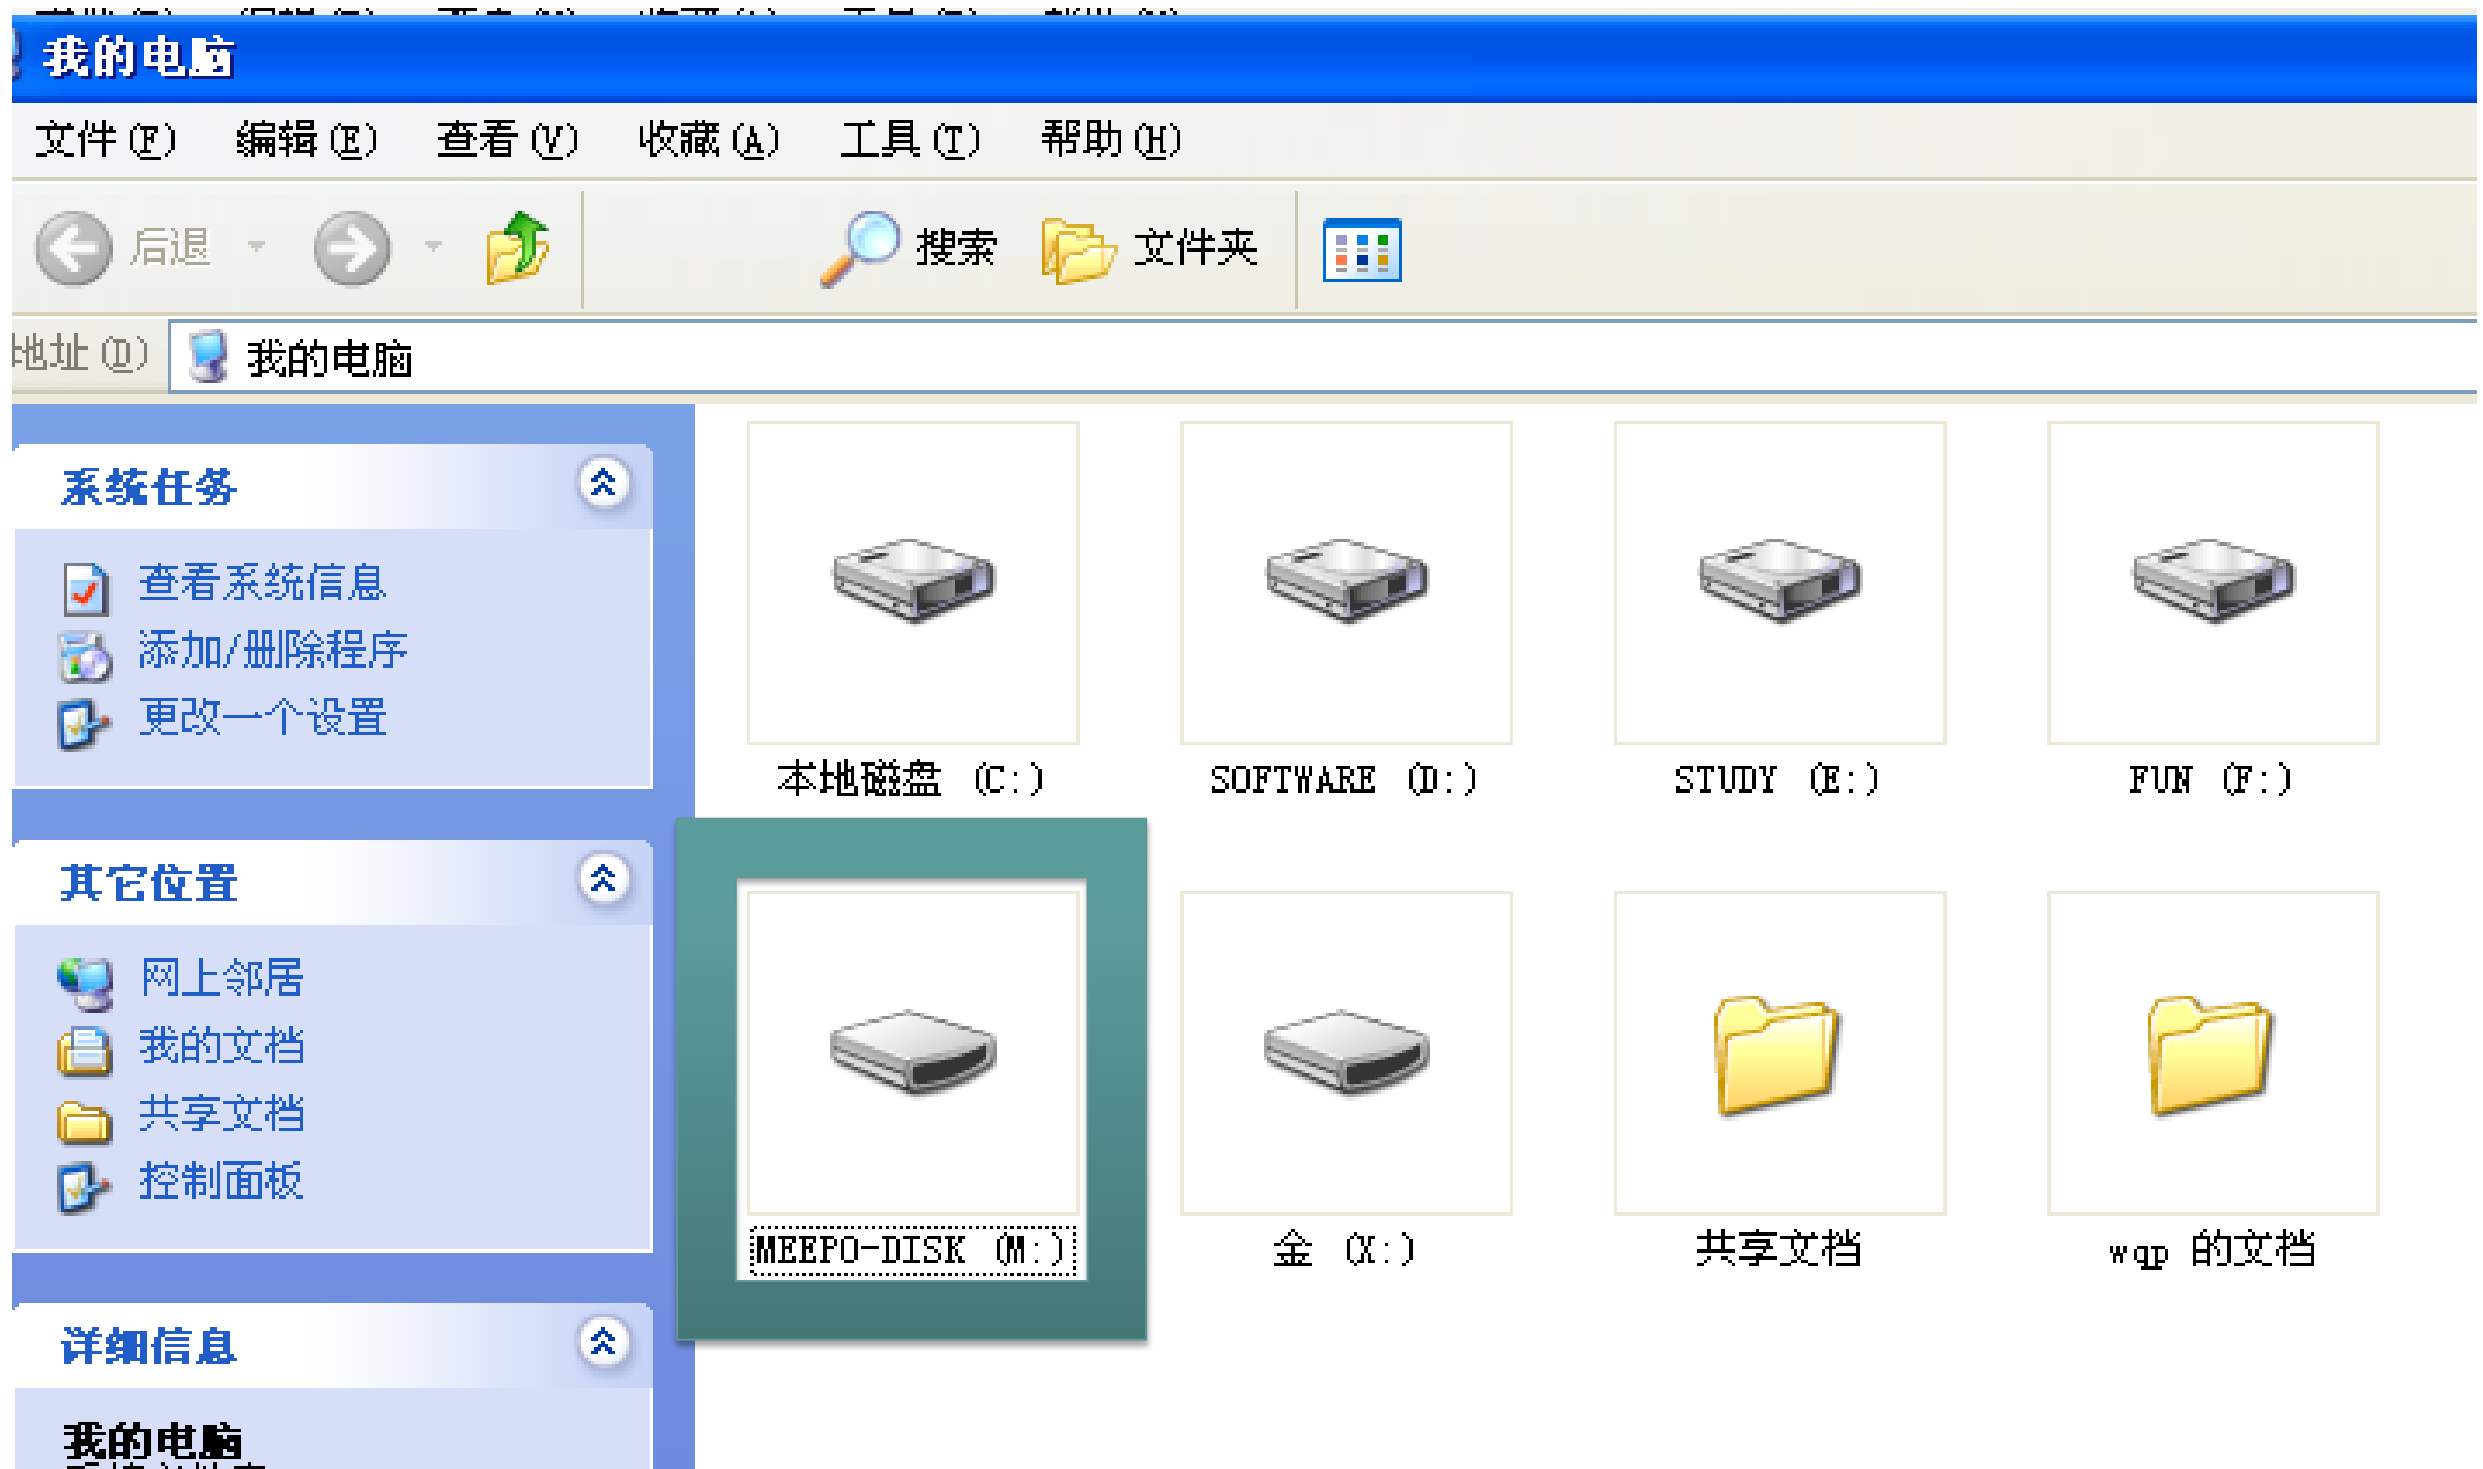 我的电脑
文件(F) 编辑(E) 查看(V) 收藏(A) 工具(T) 帮助(H)
后退 搜索 文件夹
地址(D) 我的电脑
系统任务
查看系统信息
添加/删除程序
更改一个设置
其它位置
网上邻居
我的文档
共享文档
控制面板
详细信息
我的电脑
本地磁盘 (C:) SOFTWARE (D:) STUDY (E:) FUN (F:)
MEEPO-DISK (M:) 金 (X:) 共享文档 wqp 的文档